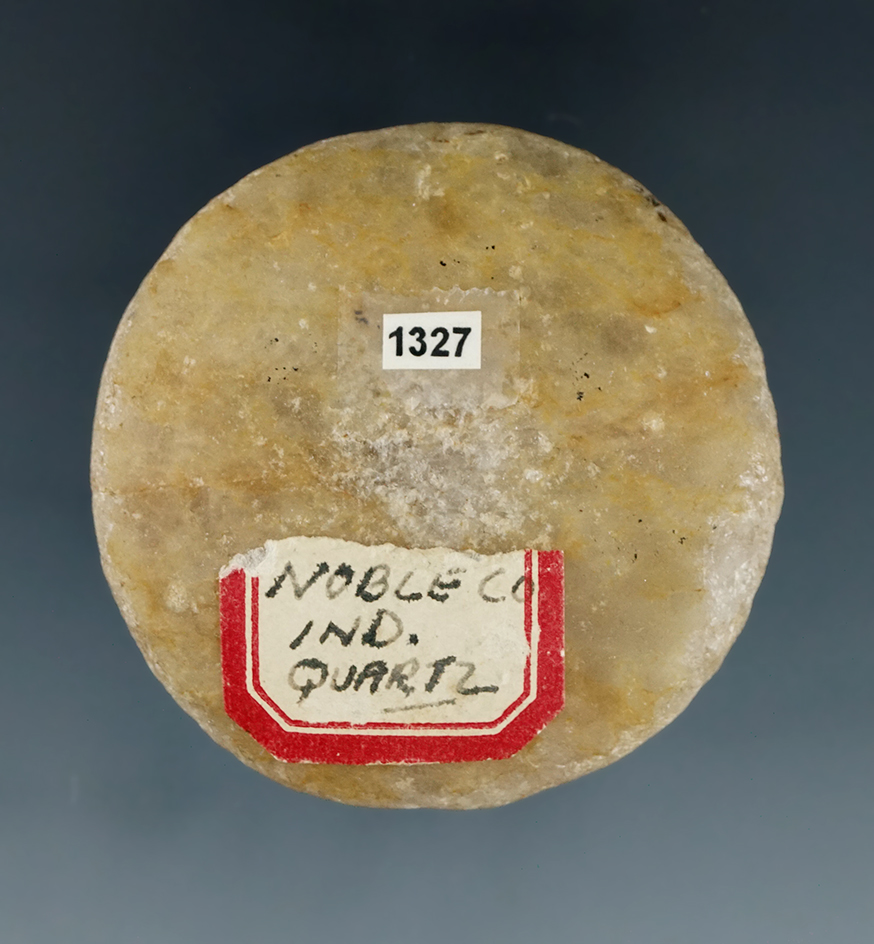 1327
NOBLE CO
IND.
QUARTZ